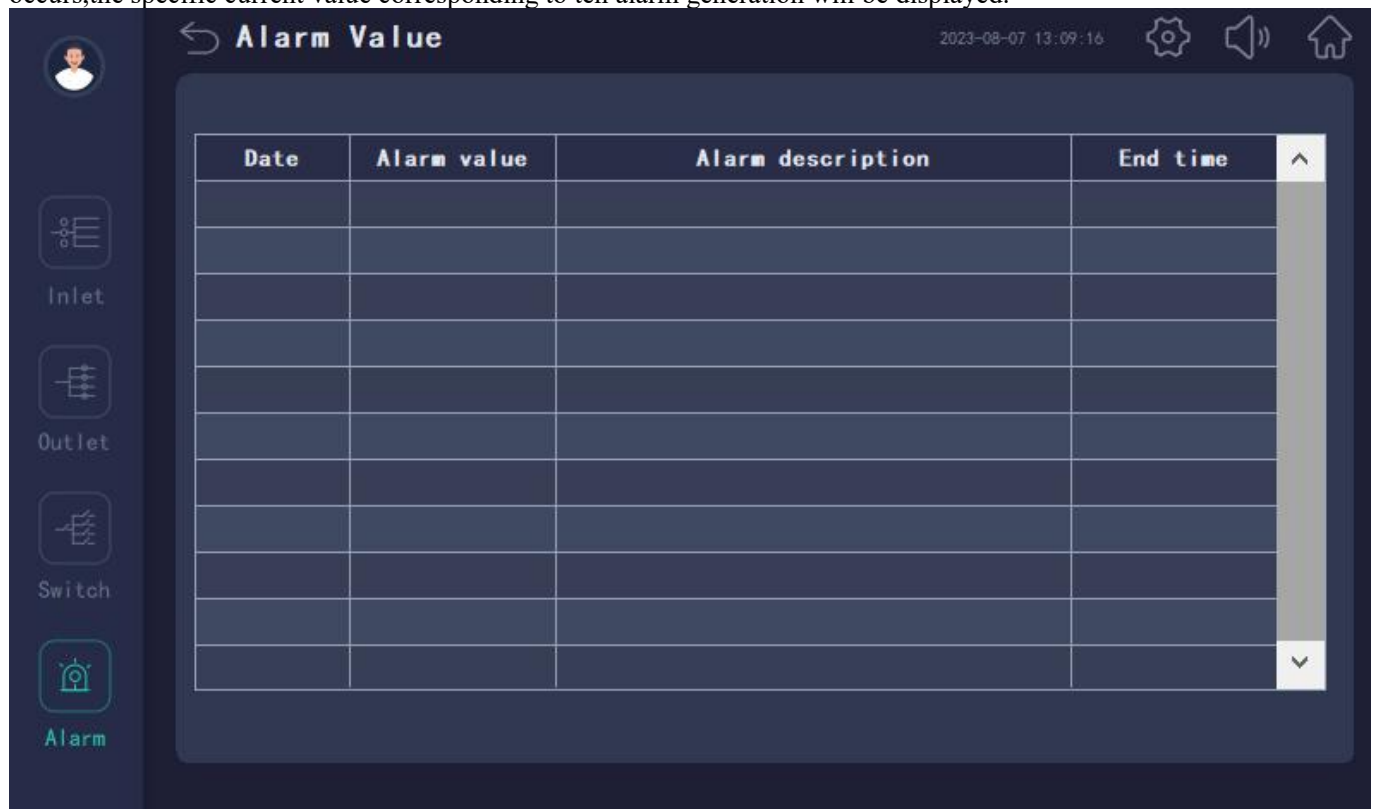 occurs,the specific current value corresponding to ten alarm generation will be displayed.
Alarm Value
2023-08-07 13:09:16
Date Alarm value Alarm description End time
Inlet
Outlet
Switch
Alarm